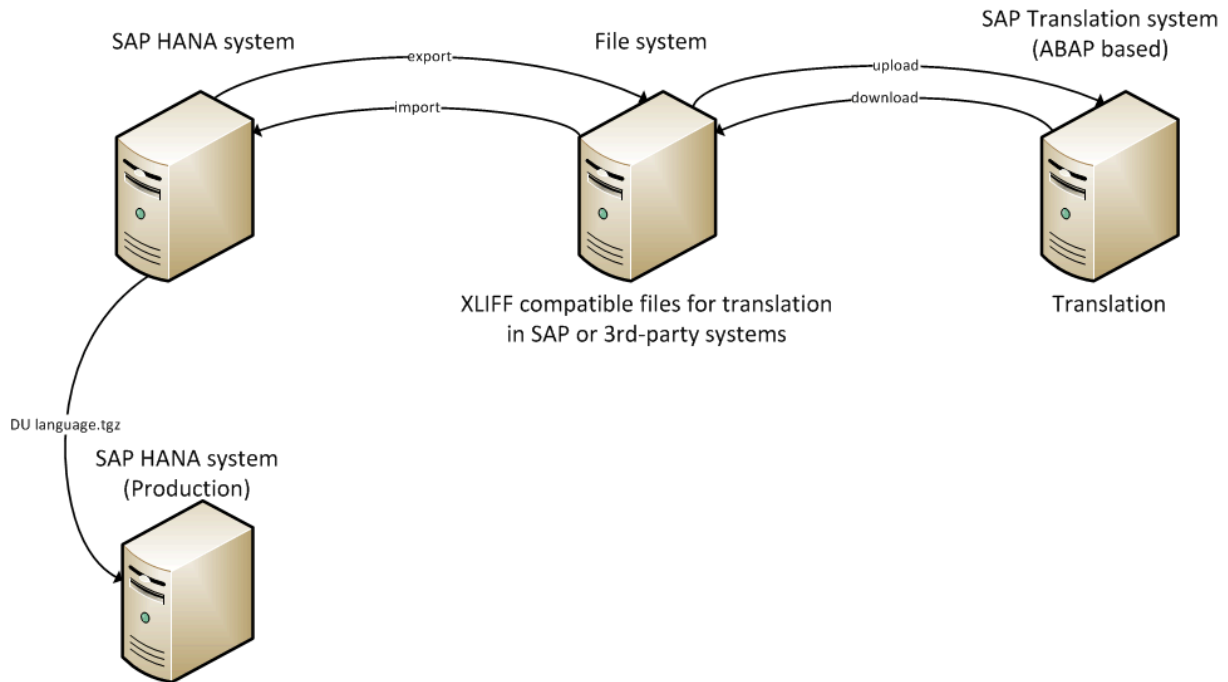 SAP HANA system
File system
SAP Translation system
(ABAP based)
export
import
upload
download
XLIFF compatible files for translation
in SAP or 3rd-party systems
Translation
DU language.tgz
SAP HANA system
(Production)